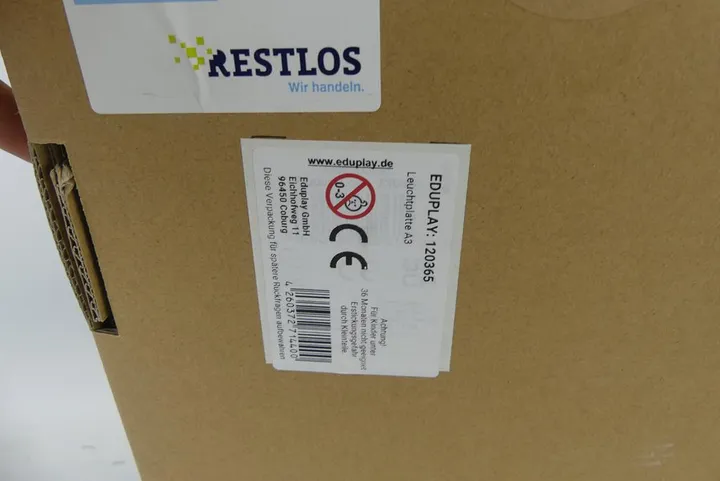 RESTLOS
Wir handeln.
EDUPLAY: 120365
Leuchtplatte A3
www.eduplay.de
0-3
CE
Achtung!
Für Kinder unter
36 Monaten nicht geeignet
Erstickungsgefahr
durch Kleinteile
Eduplay GmbH
Eichhofweg 11
96450 Coburg
4 260372 714400
Diese Verpackung für spätere Rückfragen aufbewahren